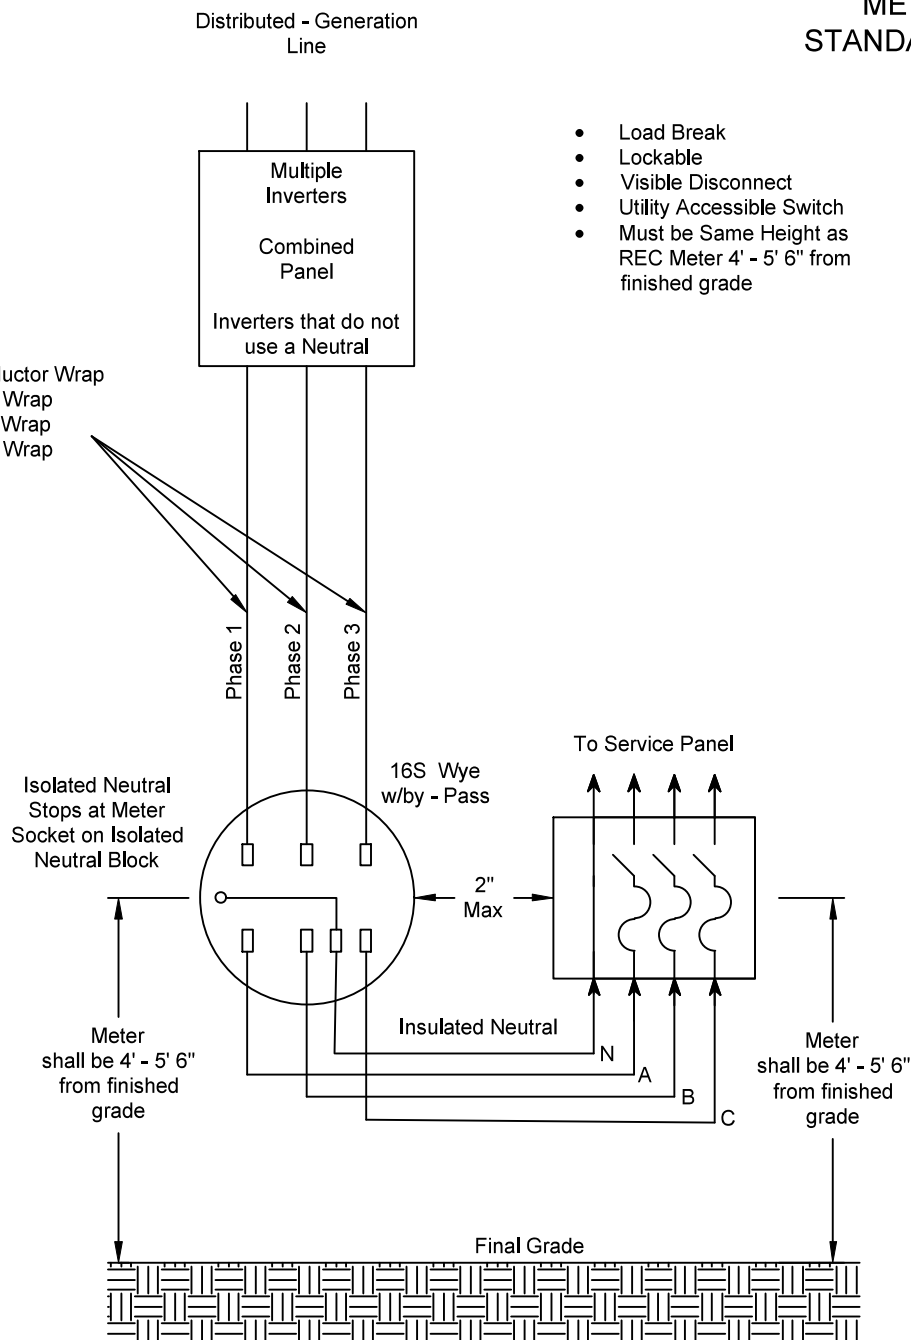 Distributed - Generation
Line
ME
STANDA
• Load Break
• Lockable
• Visible Disconnect
• Utility Accessible Switch
• Must be Same Height as
REC Meter 4' - 5' 6" from
finished grade
Multiple
Inverters
Combined
Panel
Inverters that do not
use a Neutral
uctor Wrap
Wrap
Wrap
Wrap
Phase 1
Phase 2
Phase 3
To Service Panel
16S Wye
w/by - Pass
Isolated Neutral
Stops at Meter
Socket on Isolated
Neutral Block
2"
Max
Insulated Neutral
N
A
B
C
Meter
shall be 4' - 5' 6"
from finished
grade
Meter
shall be 4' - 5' 6"
from finished
grade
Final Grade